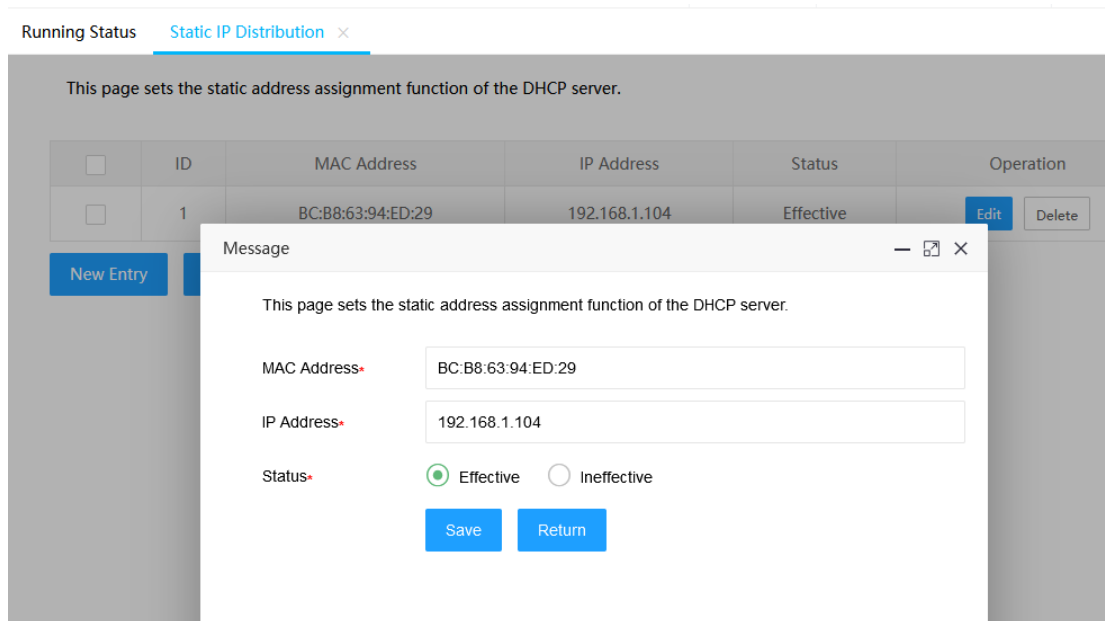 Running Status Static IP Distribution ×
This page sets the static address assignment function of the DHCP server.
ID MAC Address IP Address Status Operation
1 BC:B8:63:94:ED:29 192.168.1.104 Effective Edit Delete
Message
New Entry
This page sets the static address assignment function of the DHCP server.
MAC Address* BC:B8:63:94:ED:29
IP Address* 192.168.1.104
Status* Effective Ineffective
Save Return